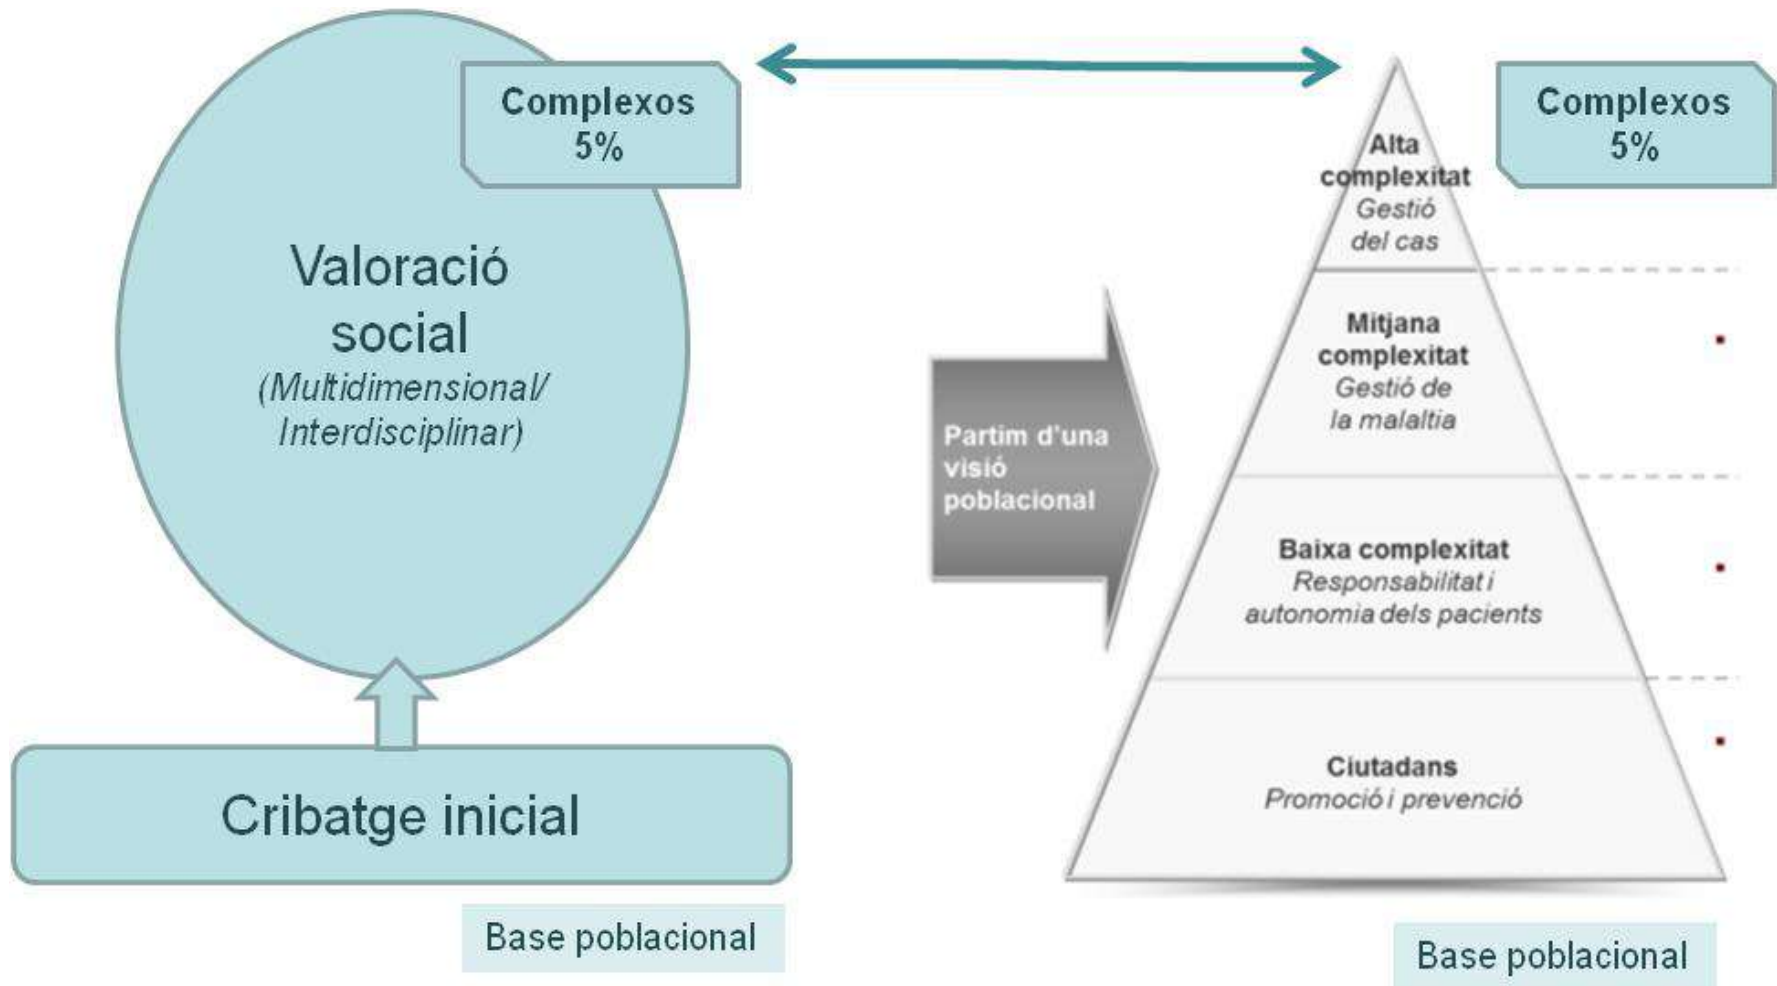 Complexos
5%
Valoració
social
(Multidimensional/
Interdisciplinar)
Cribatge inicial
Base poblacional
Partim d'una
visió
poblacional
Alta
complexitat
Gestió
del cas
Mitjana
complexitat
Gestió de
la malaltia
Baixa complexitat
Responsabilitat i
autonomia dels pacients
Ciutadans
Promoció i prevenció
Complexos
5%
Base poblacional